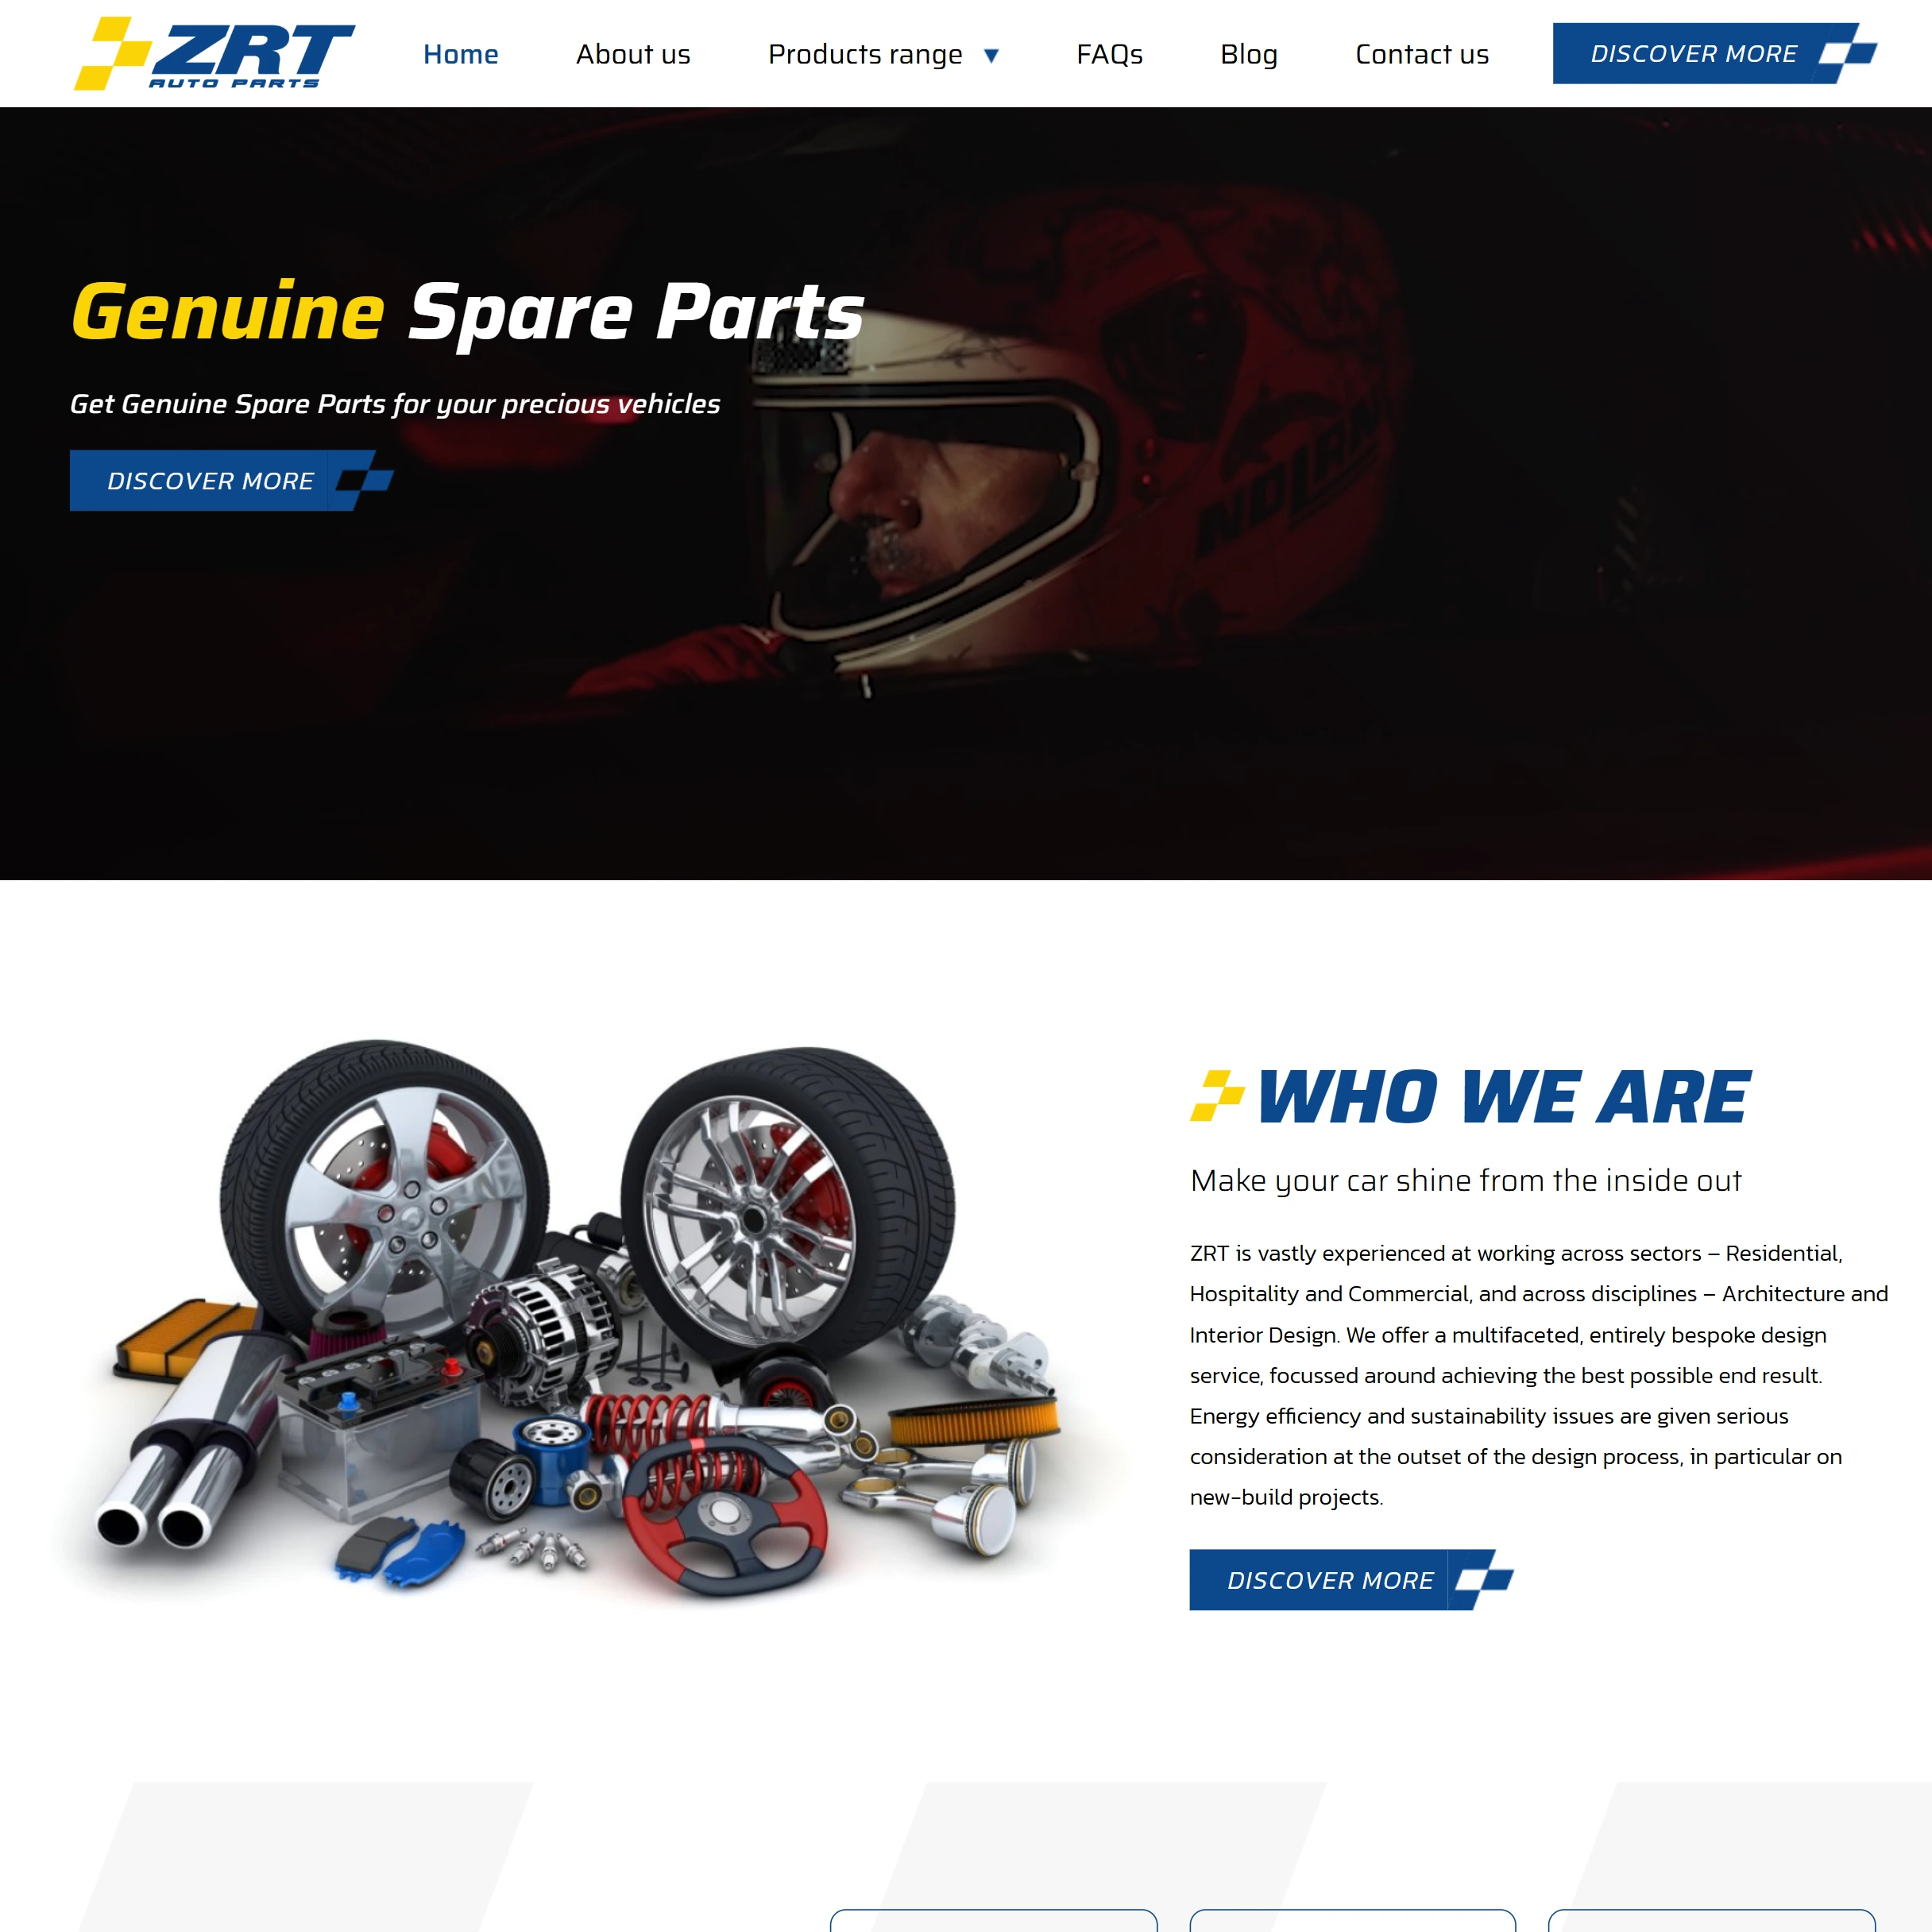 ZRT
AUTO PARTS
Home
About us
Products range
FAQs
Blog
Contact us
DISCOVER MORE
Genuine Spare Parts
Get Genuine Spare Parts for your precious vehicles
DISCOVER MORE
NOLAN
WHO WE ARE
Make your car shine from the inside out
ZRT is vastly experienced at working across sectors – Residential,
Hospitality and Commercial, and across disciplines – Architecture and
Interior Design. We offer a multifaceted, entirely bespoke design
service, focussed around achieving the best possible end result.
Energy efficiency and sustainability issues are given serious
consideration at the outset of the design process, in particular on
new-build projects.
DISCOVER MORE